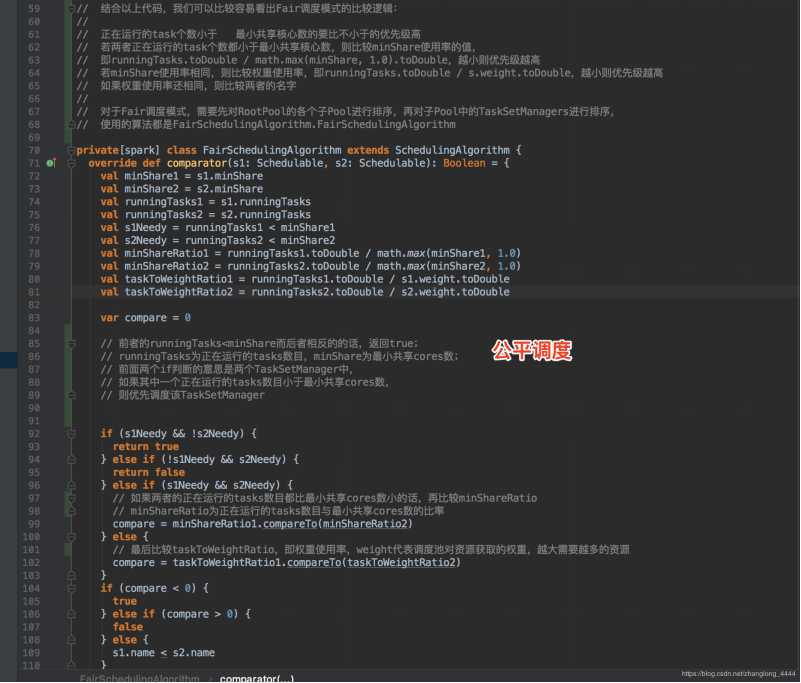 59 // 结合以上代码，我们可以比较容易看出Fair调度模式的比较逻辑：
60 //
61 // 正在运行的task个数小于 最小共享核心数的要比不小于的优先级高
62 // 若两者正在运行的task个数都小于最小共享核心数，则比较minShare使用率的值，
63 // 即runningTasks.toDouble / math.max(minShare, 1.0).toDouble，越小则优先级越高
64 // 若minShare使用率相同，则比较权重使用率，即runningTasks.toDouble / s.weight.toDouble，越小则优先级越高
65 // 如果权重使用率还相同，则比较两者的名字
66 //
67 // 对于Fair调度模式，需要先对RootPool的各个子Pool进行排序，再对子Pool中的TaskSetManagers进行排序，
68 // 使用的算法都是FairSchedulingAlgorithm.FairSchedulingAlgorithm
69
70 private[spark] class FairSchedulingAlgorithm extends SchedulingAlgorithm {
71 override def comparator(s1: Schedulable, s2: Schedulable): Boolean = {
72 val minShare1 = s1.minShare
73 val minShare2 = s2.minShare
74 val runningTasks1 = s1.runningTasks
75 val runningTasks2 = s2.runningTasks
76 val s1Needy = runningTasks1 < minShare1
77 val s2Needy = runningTasks2 < minShare2
78 val minShareRatio1 = runningTasks1.toDouble / math.max(minShare1, 1.0)
79 val minShareRatio2 = runningTasks2.toDouble / math.max(minShare2, 1.0)
80 val taskToWeightRatio1 = runningTasks1.toDouble / s1.weight.toDouble
81 val taskToWeightRatio2 = runningTasks2.toDouble / s2.weight.toDouble
82
83 var compare = 0
84
85 // 前者的runningTasks<minShare而后者相反的的话，返回true；
86 // runningTasks为正在运行的tasks数目，minShare为最小共享cores数；
87 // 前面两个if判断的意思是两个TaskSetManager中，
88 // 如果其中一个正在运行的tasks数目小于最小共享cores数，
89 // 则优先调度该TaskSetManager
公平调度
90
91
92 if (s1Needy && !s2Needy) {
93 return true
94 } else if (!s1Needy && s2Needy) {
95 return false
96 } else if (s1Needy && s2Needy) {
97 // 如果两者的正在运行的tasks数目都比最小共享cores数小的话，再比较minShareRatio
98 // minShareRatio为正在运行的tasks数目与最小共享cores数的比率
99 compare = minShareRatio1.compareTo(minShareRatio2)
100 } else {
101 // 最后比较taskToWeightRatio，即权重使用率，weight代表调度池对资源获取的权重，越大需要越多的资源
102 compare = taskToWeightRatio1.compareTo(taskToWeightRatio2)
103 }
104 if (compare < 0) {
105 true
106 } else if (compare > 0) {
107 false
108 } else {
109 s1.name < s2.name
110 }
FairSchedulingAlgorithm › comparator(...)
https://blog.csdn.net/zhanglong_4444